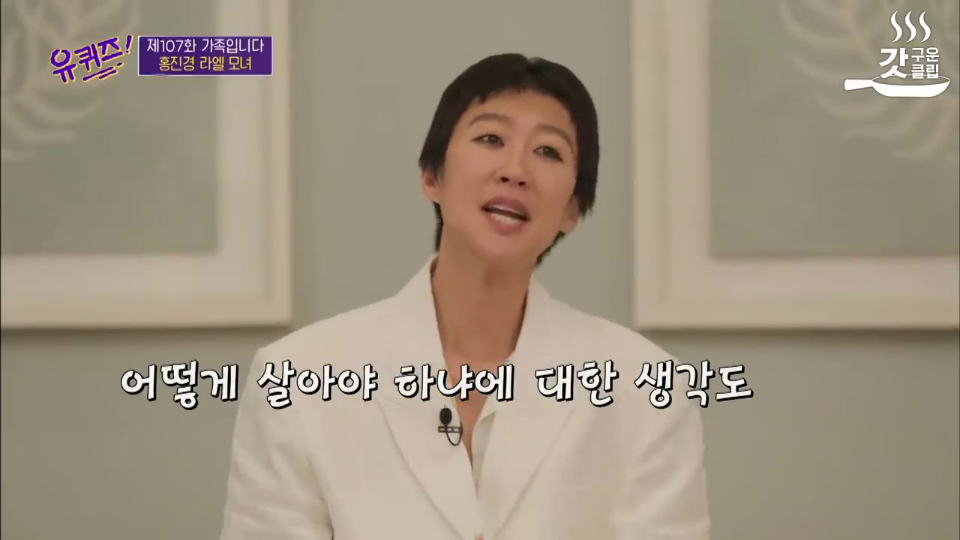 유퀴즈!
제107화 가족입니다
홍진경 라엘 모녀
갓구운클립
어떻게 살아야 하냐에 대한 생각도